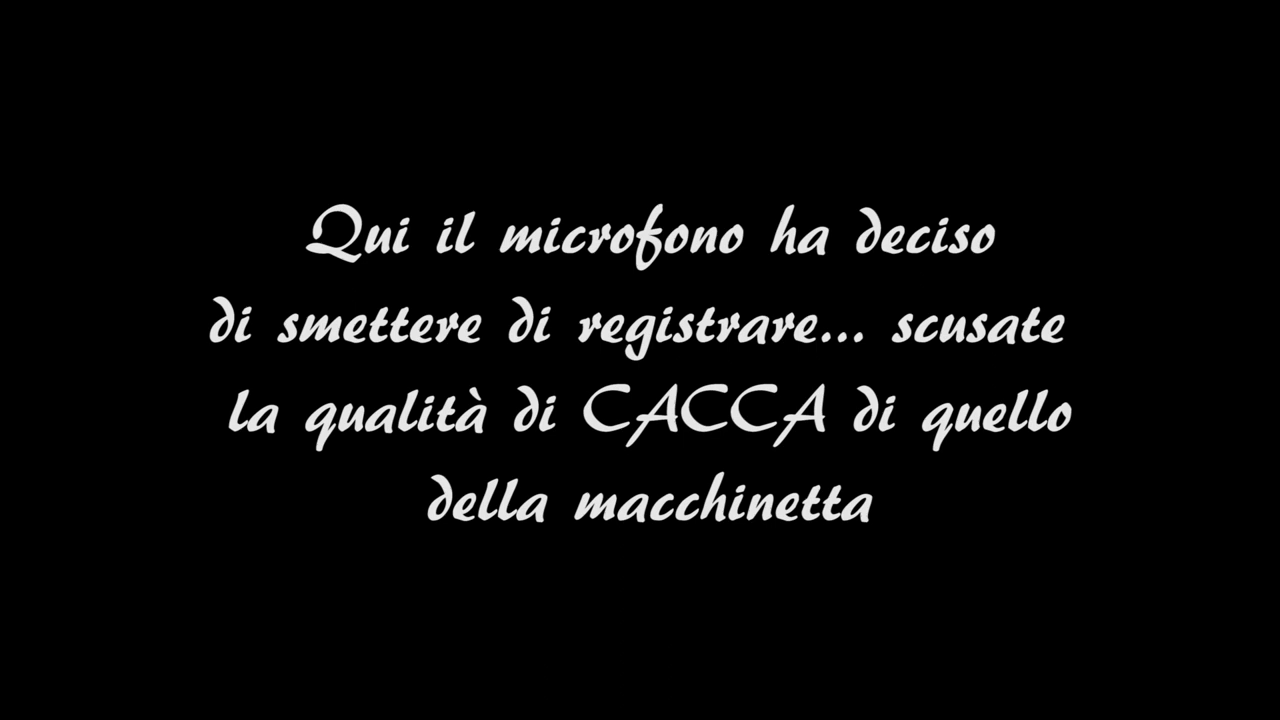 Qui il microfono ha deciso
di smettere di registrare... scusate
la qualità di CACCA di quello
della macchinetta